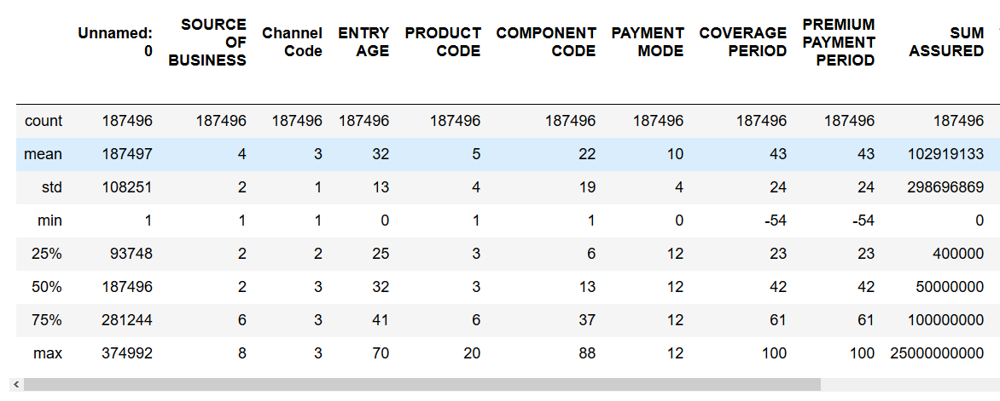 Unnamed: 0 SOURCE OF BUSINESS Channel Code ENTRY AGE PRODUCT CODE COMPONENT CODE PAYMENT MODE COVERAGE PERIOD PREMIUM PAYMENT PERIOD SUM ASSURED
count 187496 187496 187496 187496 187496 187496 187496 187496 187496 187496
mean 187497 4 3 32 5 22 10 43 43 102919133
std 108251 2 1 13 4 19 4 24 24 298696869
min 1 1 1 0 1 1 0 -54 -54 0
25% 93748 2 2 25 3 6 12 23 23 400000
50% 187496 2 3 32 3 13 12 42 42 50000000
75% 281244 6 3 41 6 37 12 61 61 100000000
max 374992 8 3 70 20 88 12 100 100 25000000000